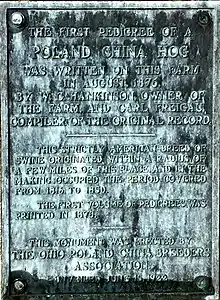 THE FIRST PEDIGREE OF A
POLAND CHINA HOG
WAS WRITTEN ON THIS FARM
IN AUGUST 1876
BY W.C. HANKINSON OWNER OF
THE FARM AND CARL FREIGAU
COMPILER OF THE ORIGINAL RECORD
THIS STRICTLY AMERICAN BREED OF
SWINE ORIGINATED WITHIN A RADIUS OF
A FEW MILES OF THIS PLACE AND IN THE
MAKING OCCUPIED THE PERIOD COVERED
FROM 1816 TO 1850.
THE FIRST VOLUME OF PEDIGREES WAS
PRINTED IN 1878.
THIS MONUMENT WAS ERECTED BY
THE OHIO POLAND CHINA BREEDERS
ASSOCIATION
1922